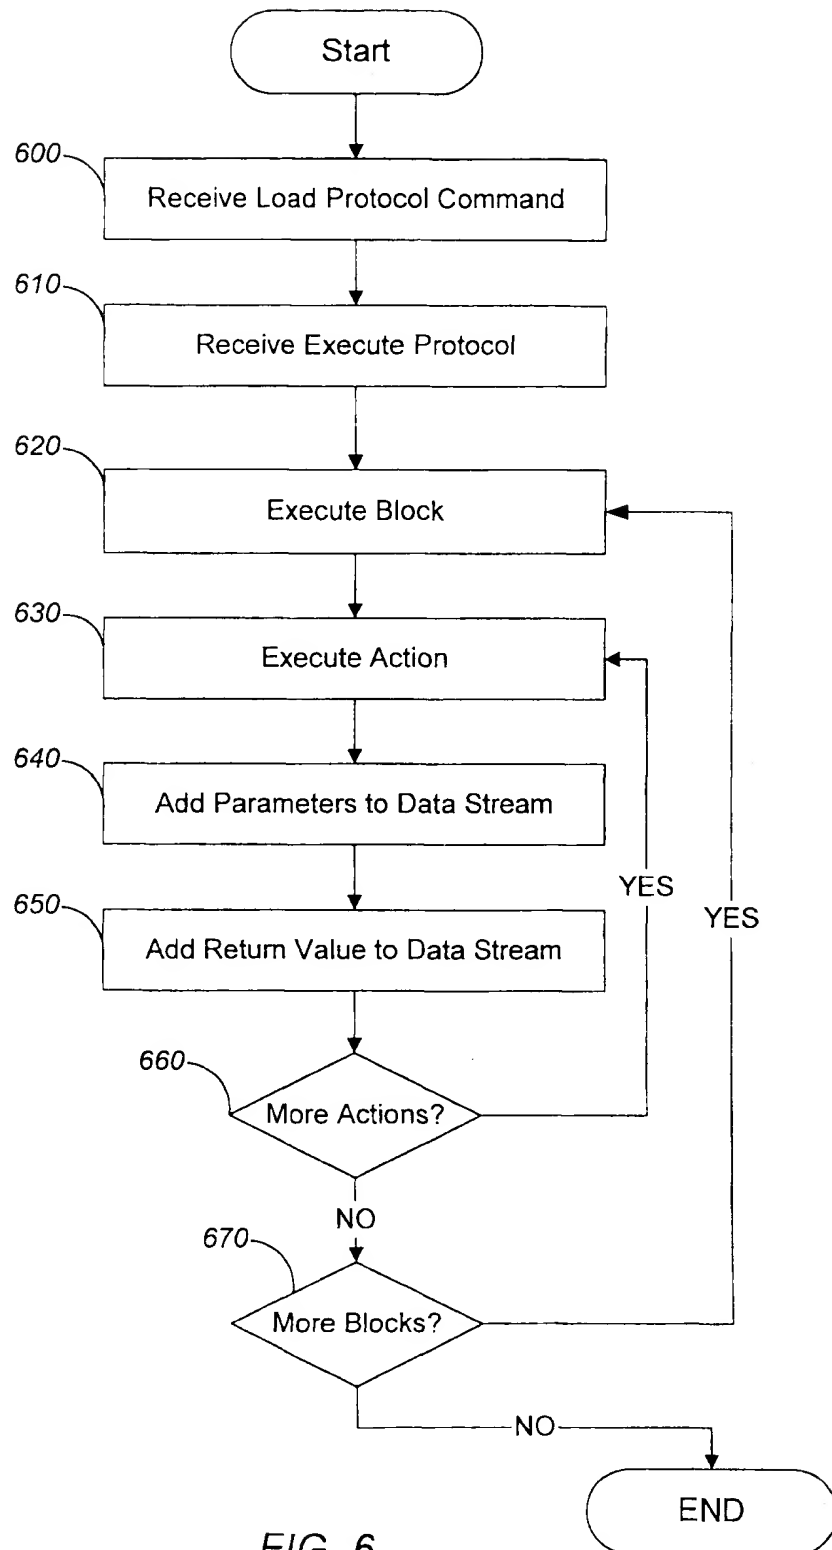 Start
600
Receive Load Protocol Command
610
Receive Execute Protocol
620
Execute Block
630
Execute Action
640
Add Parameters to Data Stream
YES
YES
650
Add Return Value to Data Stream
660
More Actions?
NO
670
More Blocks?
NO
END
FIG. 6